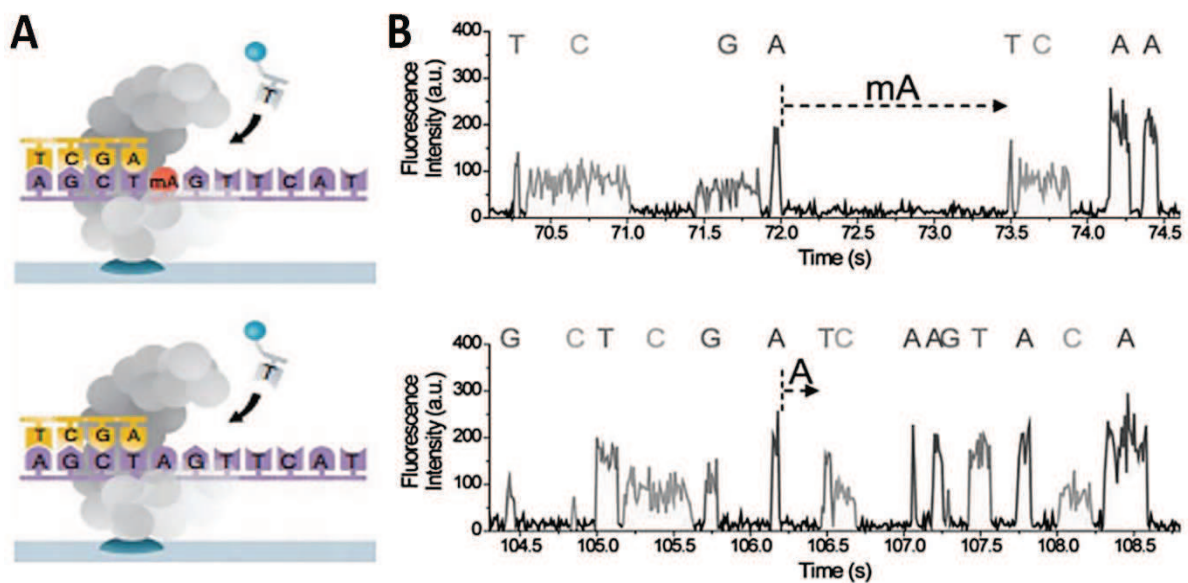 A
T
T C G A
A G C T mA G T T C A T
T
T C G A
A G C T A G T T C A T
B
Fluorescence
Intensity (a.u.)
400
300
200
100
0
T C G A T C A A
mA
70.5 71.0 71.5 72.0 72.5 73.0 73.5 74.0 74.5
Time (s)
Fluorescence
Intensity (a.u.)
400
300
200
100
0
G C T C G A T C A A G T A C A
A
104.5 105.0 105.5 106.0 106.5 107.0 107.5 108.0 108.5
Time (s)